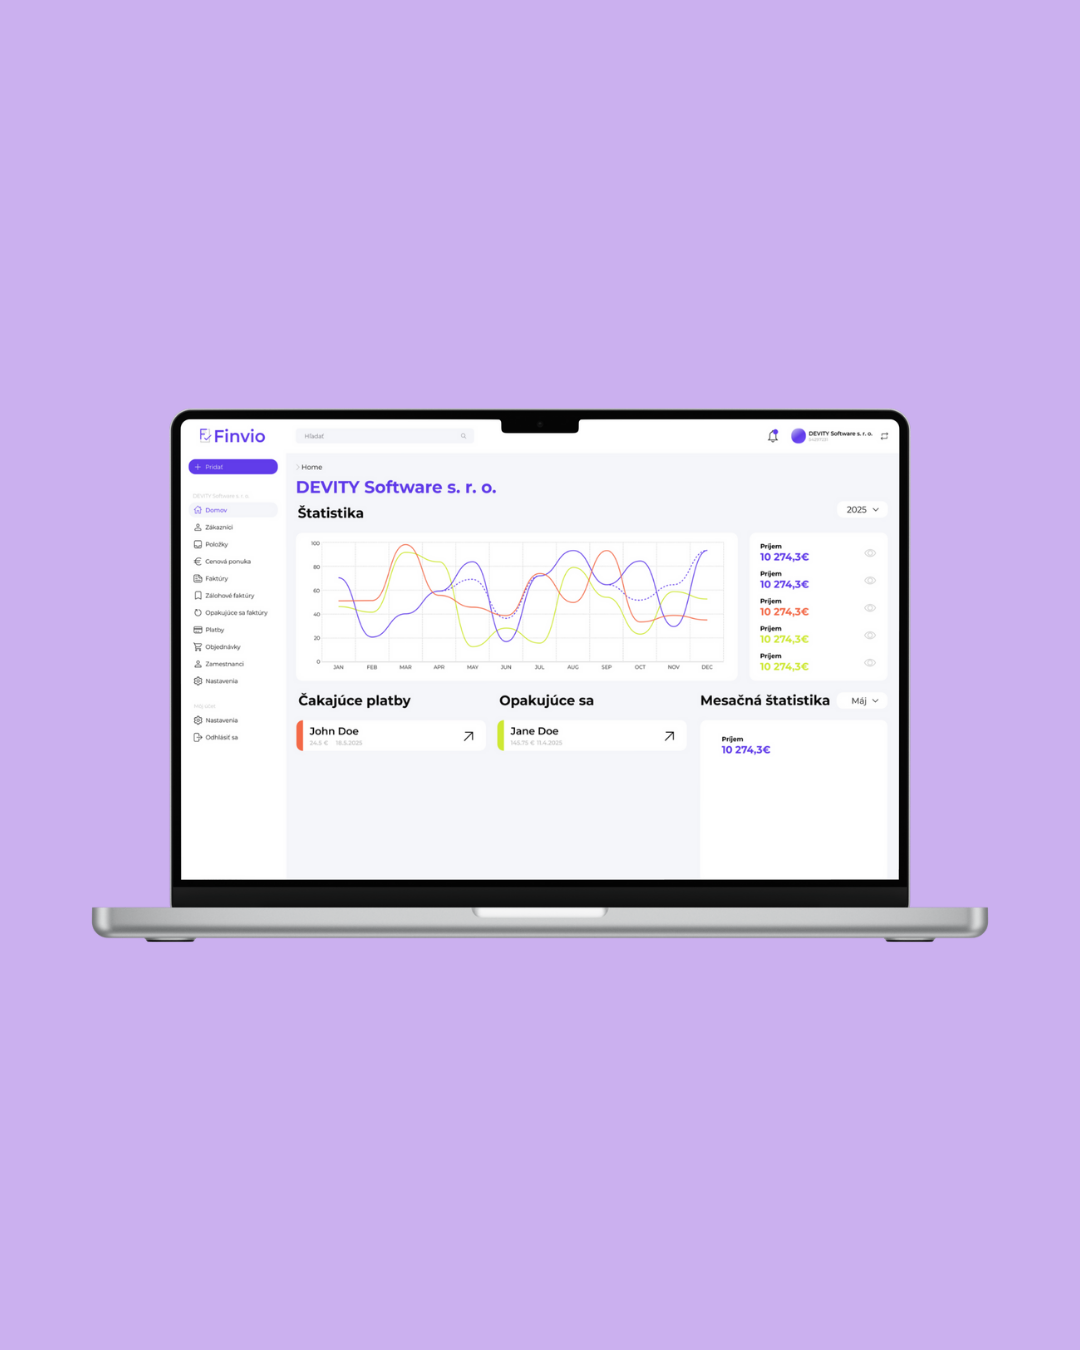 Finvio
Hľadať
DEVITY Software s. r. o.
+ Pridať
DEVITY Software s. r. o.
Domov
Zákazníci
Položky
Cenová ponuka
Faktúry
Zálohové faktúry
Opakujúce sa faktúry
Platby
Objednávky
Zamestnanci
Nastavenia
Nastavenia
Odhlásiť sa
> Home
DEVITY Software s. r. o.
Štatistika
2025
100
80
60
40
20
0
JAN FEB MAR APR MAY JUN JUL AUG SEP OCT NOV DEC
Príjem
10 274,3€
Príjem
10 274,3€
Príjem
10 274,3€
Príjem
10 274,3€
Príjem
10 274,3€
Čakajúce platby
John Doe
24,5 € 18.5.2025
Opakujúce sa
Jane Doe
145,75 € 11.4.2025
Mesačná štatistika
Máj
Príjem
10 274,3€